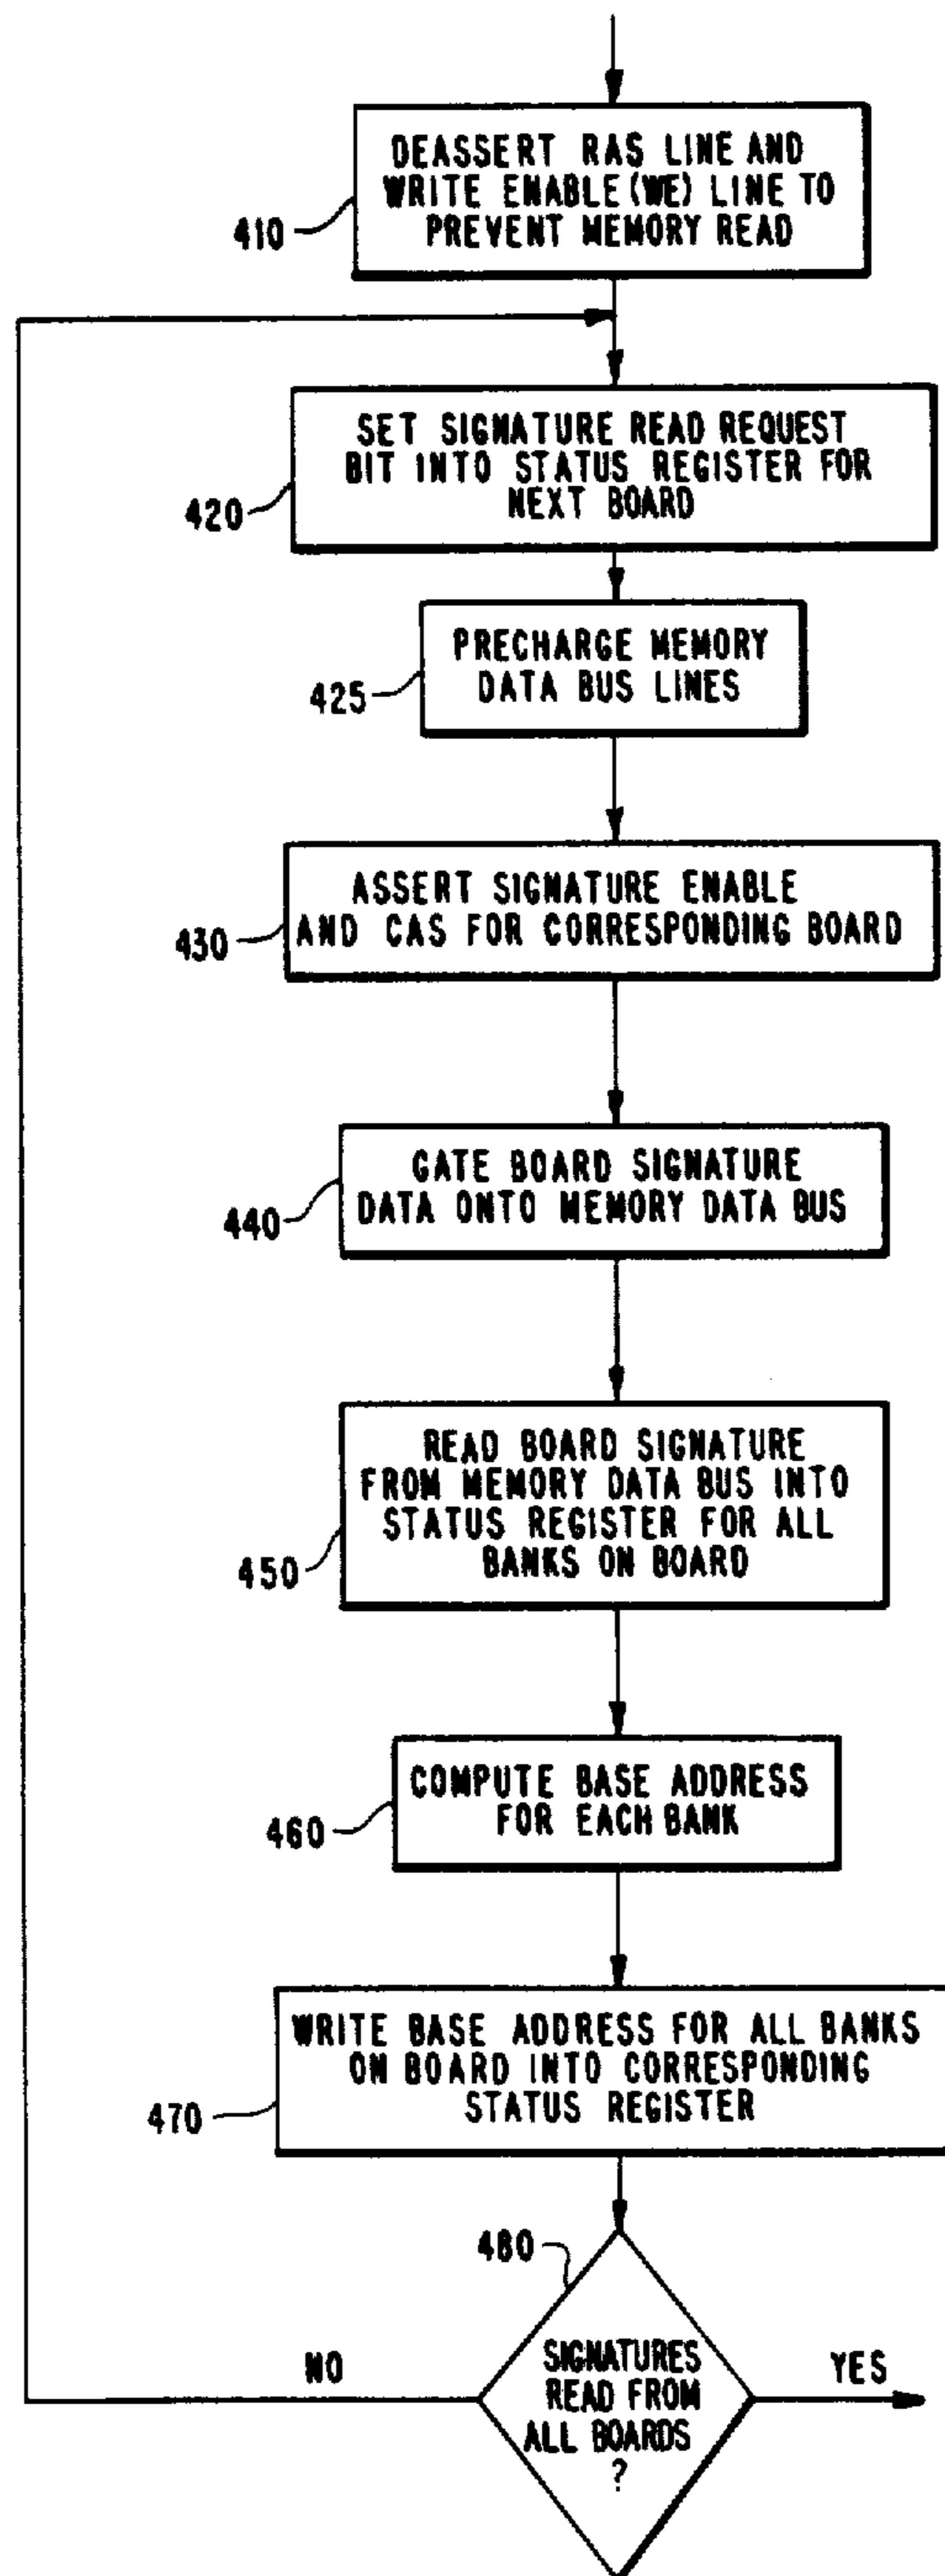 DEASSERT RAS LINE AND
WRITE ENABLE (WE) LINE TO
PREVENT MEMORY READ
410
SET SIGNATURE READ REQUEST
BIT INTO STATUS REGISTER FOR
NEXT BOARD
420
PRECHARGE MEMORY
DATA BUS LINES
425
ASSERT SIGNATURE ENABLE
AND CAS FOR CORRESPONDING BOARD
430
GATE BOARD SIGNATURE
DATA ONTO MEMORY DATA BUS
440
READ BOARD SIGNATURE
FROM MEMORY DATA BUS INTO
STATUS REGISTER FOR ALL
BANKS ON BOARD
450
COMPUTE BASE ADDRESS
FOR EACH BANK
460
WRITE BASE ADDRESS FOR ALL BANKS
ON BOARD INTO CORRESPONDING
STATUS REGISTER
470
480
NO
SIGNATURES
READ FROM
ALL BOARDS
?
YES